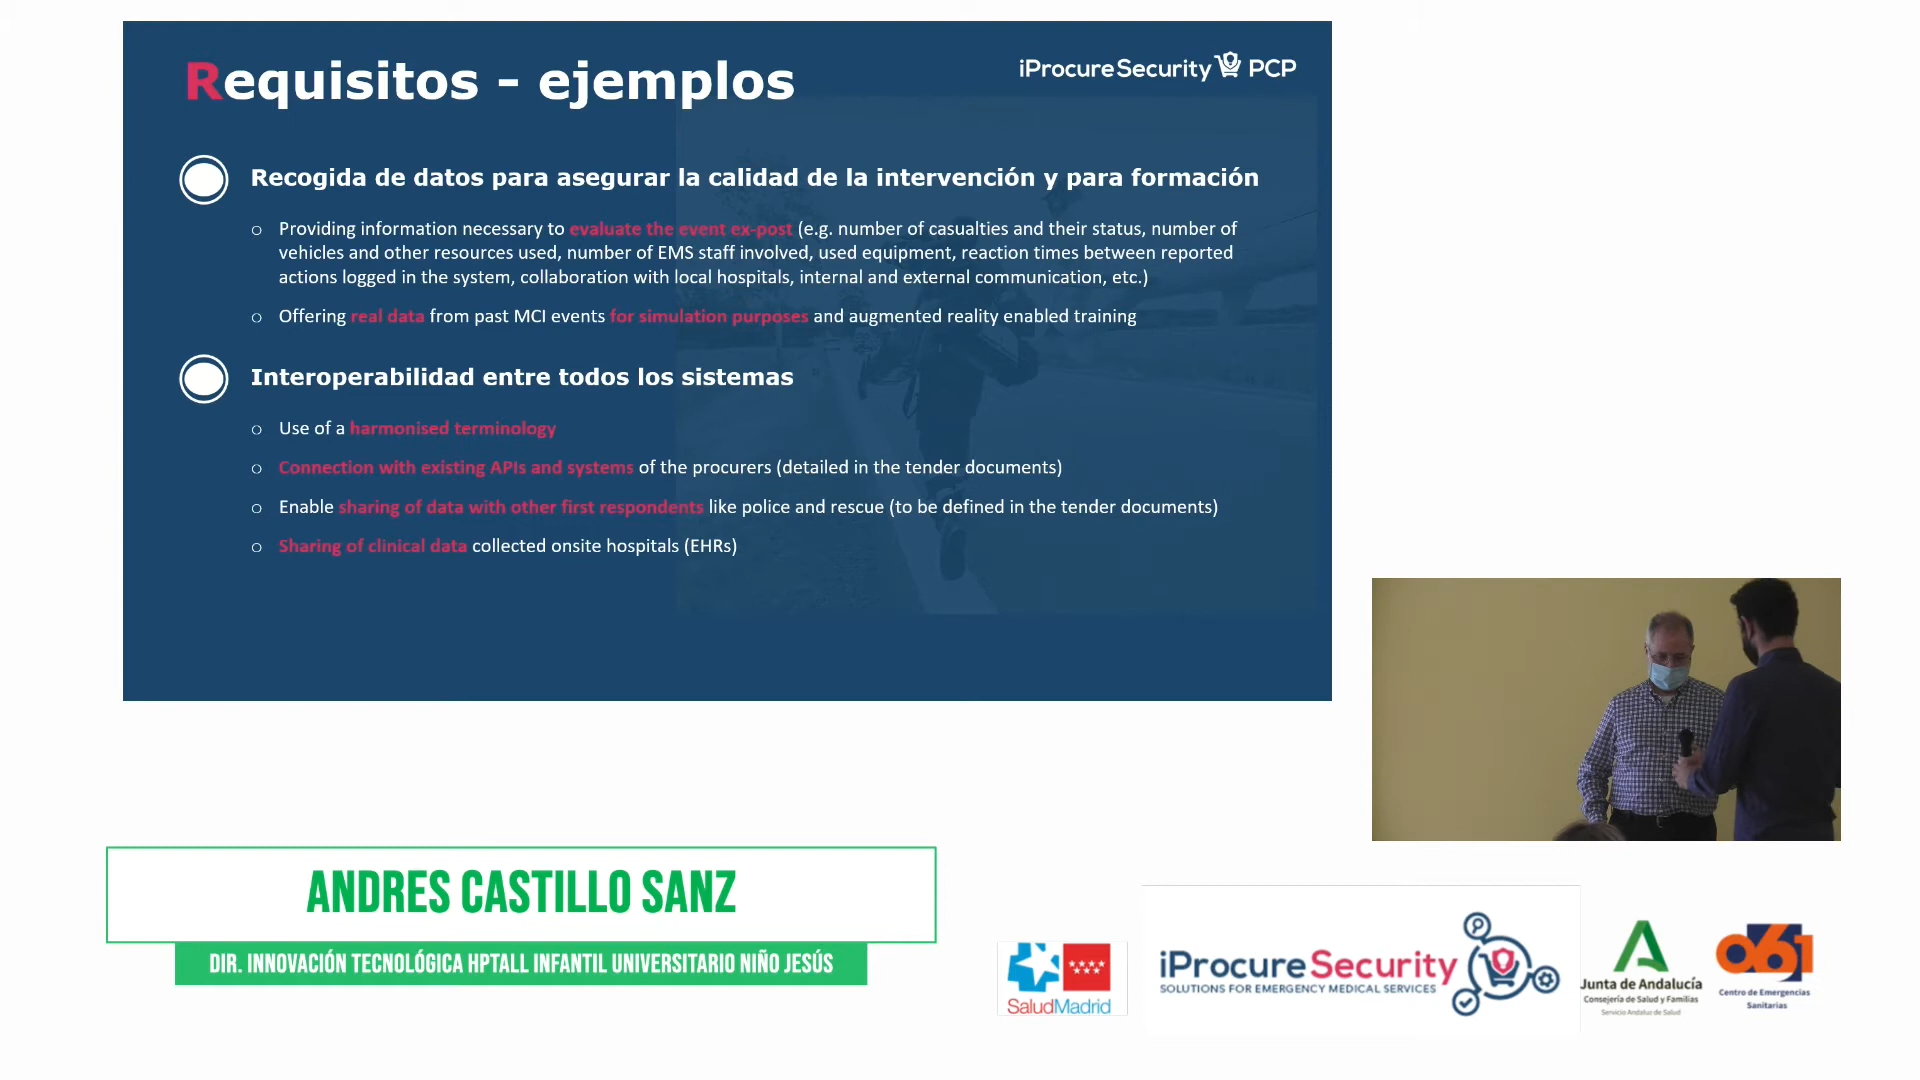 Requisitos - ejemplos
iProcureSecurity PCP
Recogida de datos para asegurar la calidad de la intervención y para formación
Providing information necessary to evaluate the event ex-post (e.g. number of casualties and their status, number of
vehicles and other resources used, number of EMS staff involved, used equipment, reaction times between reported
actions logged in the system, collaboration with local hospitals, internal and external communication, etc.)
Offering real data from past MCI events for simulation purposes and augmented reality enabled training
Interoperabilidad entre todos los sistemas
Use of a harmonised terminology
Connection with existing APIs and systems of the procurers (detailed in the tender documents)
Enable sharing of data with other first respondents like police and rescue (to be defined in the tender documents)
Sharing of clinical data collected onsite hospitals (EHRs)
ANDRES CASTILLO SANZ
DIR. INNOVACIÓN TECNOLÓGICA HPTALL INFANTIL UNIVERSITARIO NIÑO JESÚS
SaludMadrid
iProcureSecurity
SOLUTIONS FOR EMERGENCY MEDICAL SERVICES
Junta de Andalucía
Consejería de Salud y Familias
Servicio Andaluz de Salud
061
Centro de Emergencias
Sanitarias